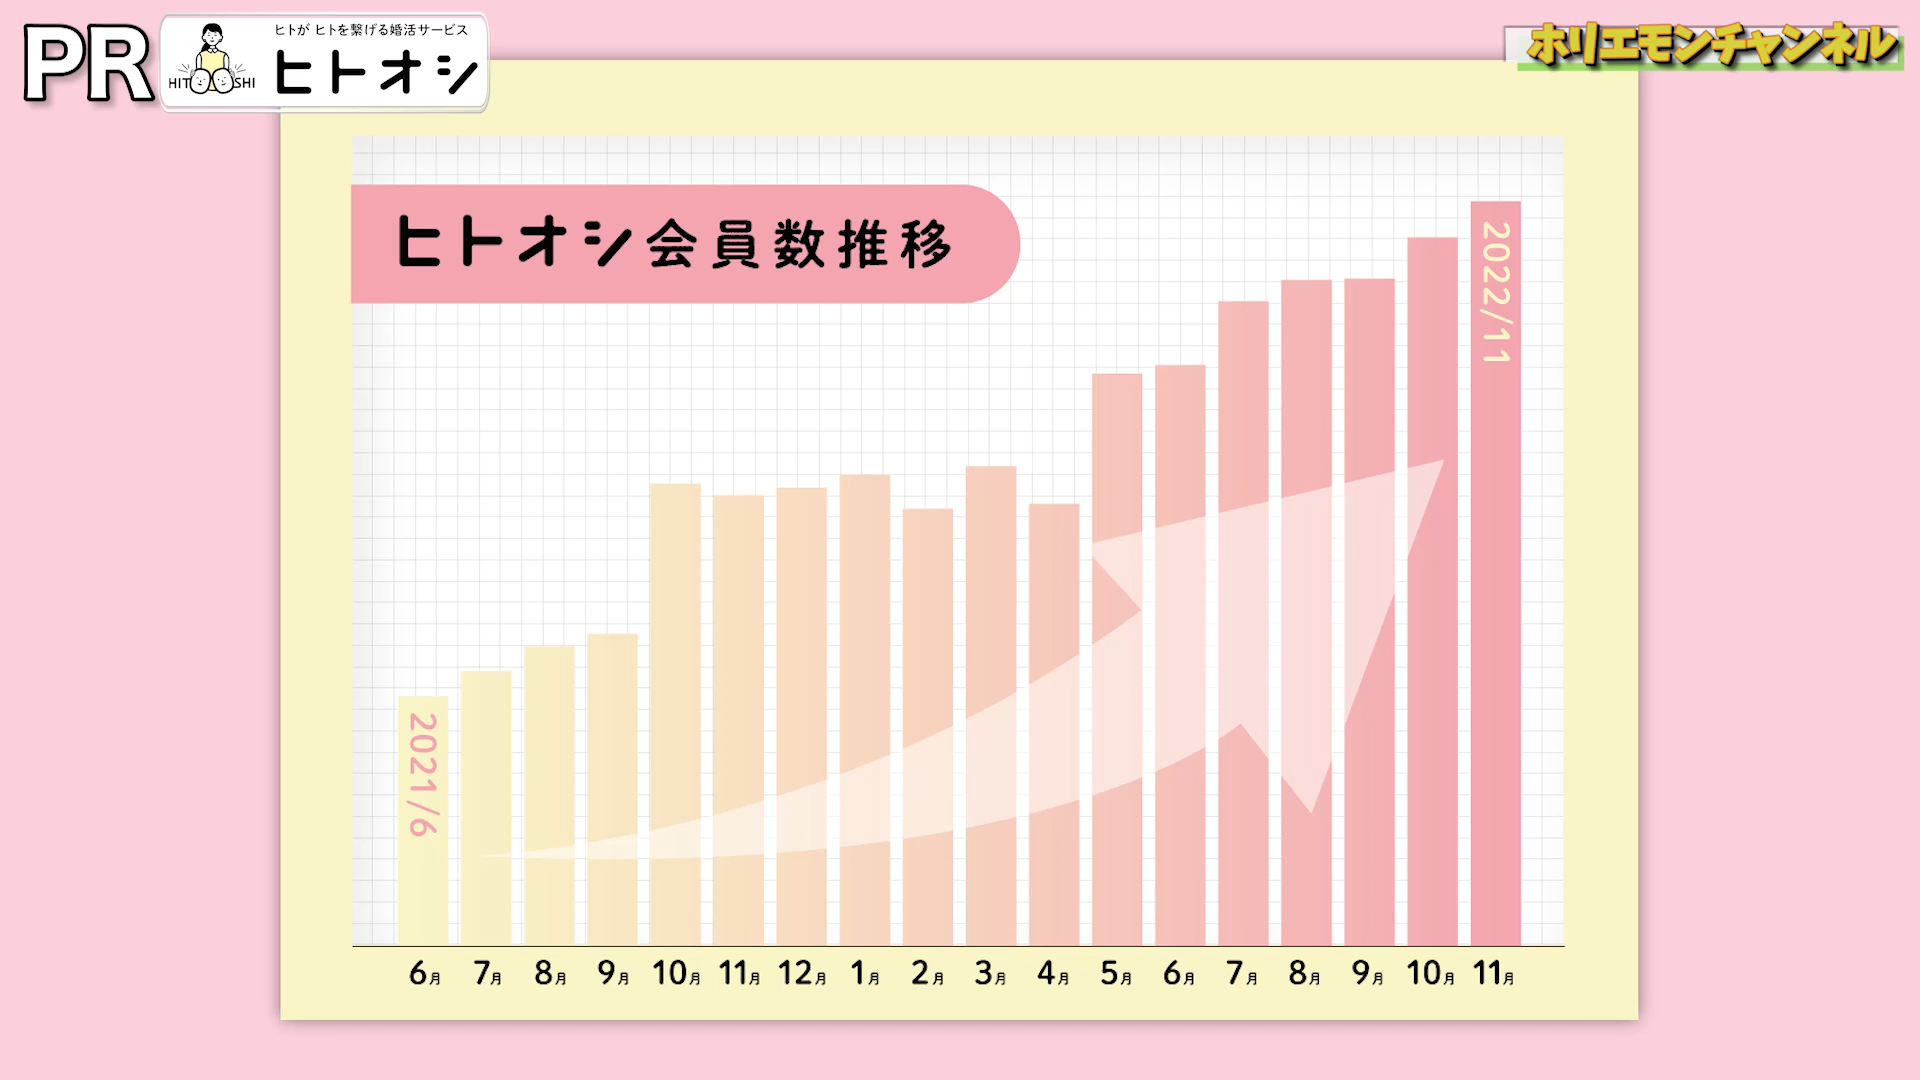 PR
ヒトが ヒトを繋げる婚活サービス
HITOOSHI
ヒトオシ
ホリエモンチャンネル
ヒトオシ会員数推移
2022/11
2021/6
6月 7月 8月 9月 10月 11月 12月 1月 2月 3月 4月 5月 6月 7月 8月 9月 10月 11月